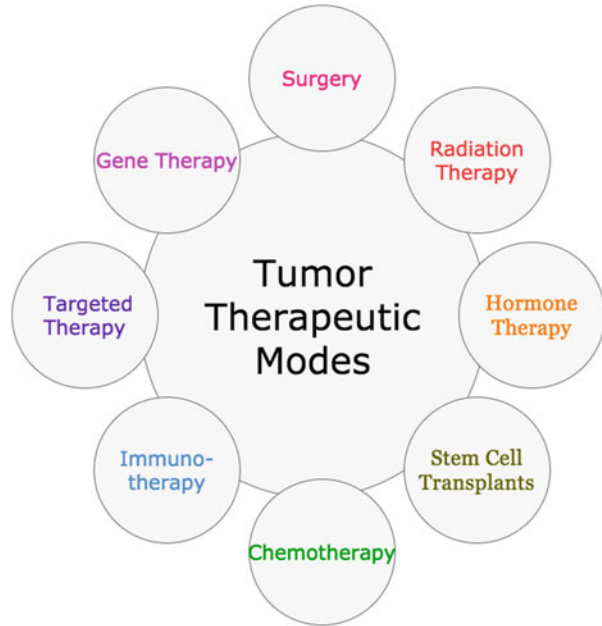 Surgery
Radiation
Therapy
Hormone
Therapy
Stem Cell
Transplants
Chemotherapy
Immuno-
therapy
Targeted
Therapy
Gene Therapy
Tumor
Therapeutic
Modes